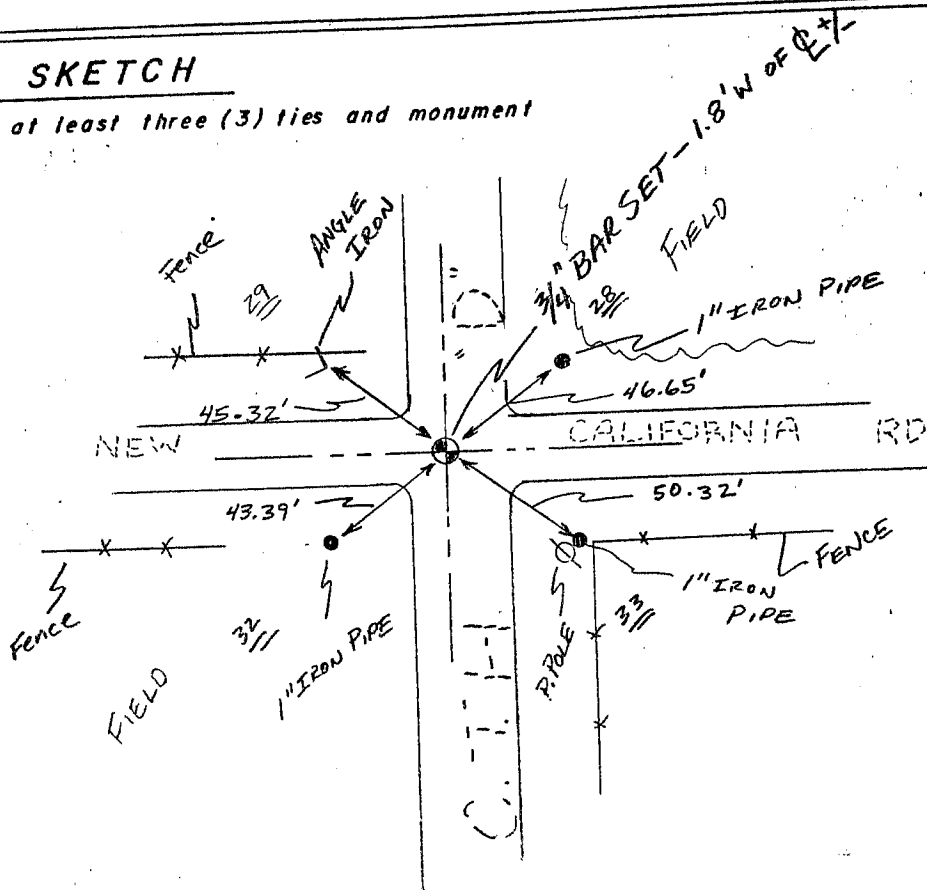 SKETCH
at least three (3) ties and monument
3/4" BAR SET - 1.8' W OF ℄ +/-
Fence
29
ANGLE
IRON
"D"
28
FIELD
1" IRON PIPE
45.32'
46.65'
NEW CALIFORNIA RD
43.39'
50.32'
Fence
32
FIELD
1" IRON PIPE
C.T.H.
P.POLE
33
1" IRON
PIPE
FENCE